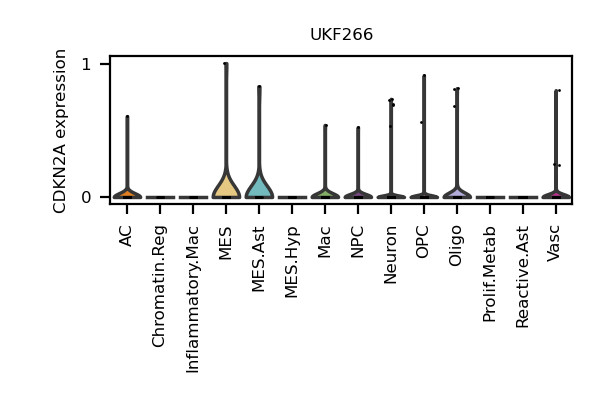 UKF266
CDKN2A expression
1
0
AC
Chromatin.Reg
Inflammatory.Mac
MES
MES.Ast
MES.Hyp
Mac
NPC
Neuron
OPC
Oligo
Prolif.Metab
Reactive.Ast
Vasc